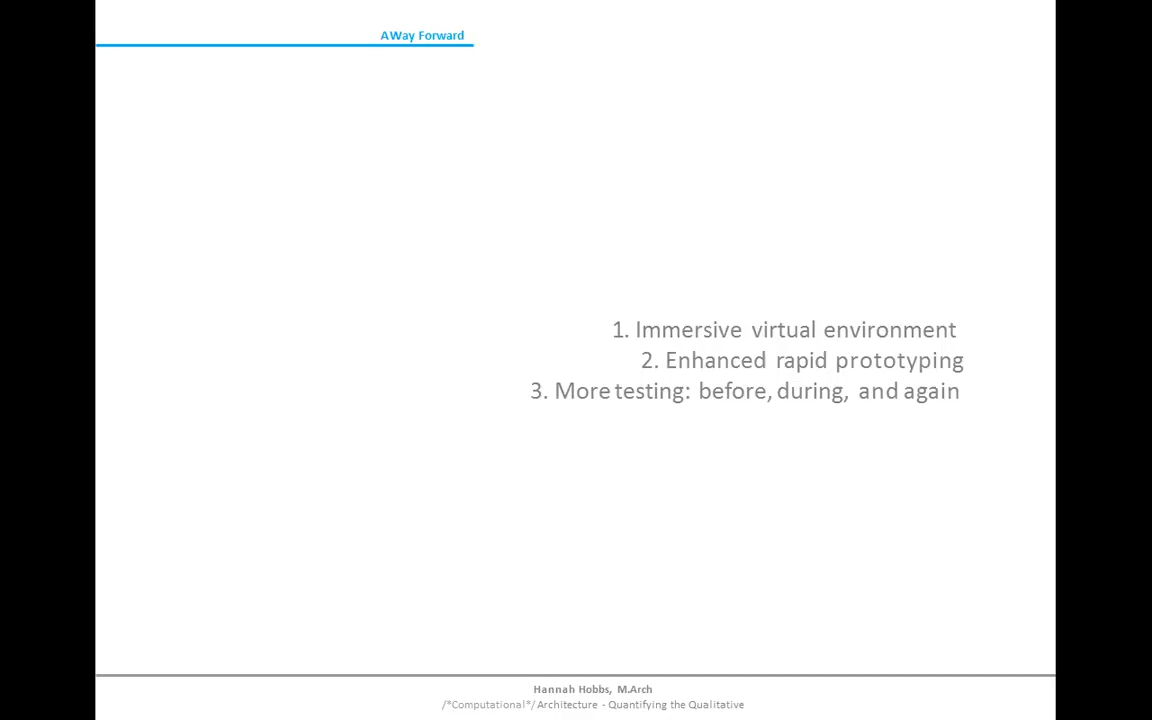 AWay Forward
1. Immersive virtual environment
2. Enhanced rapid prototyping
3. More testing: before, during, and again
Hannah Hobbs, M.Arch
/*Computational*/Architecture - Quantifying the Qualitative